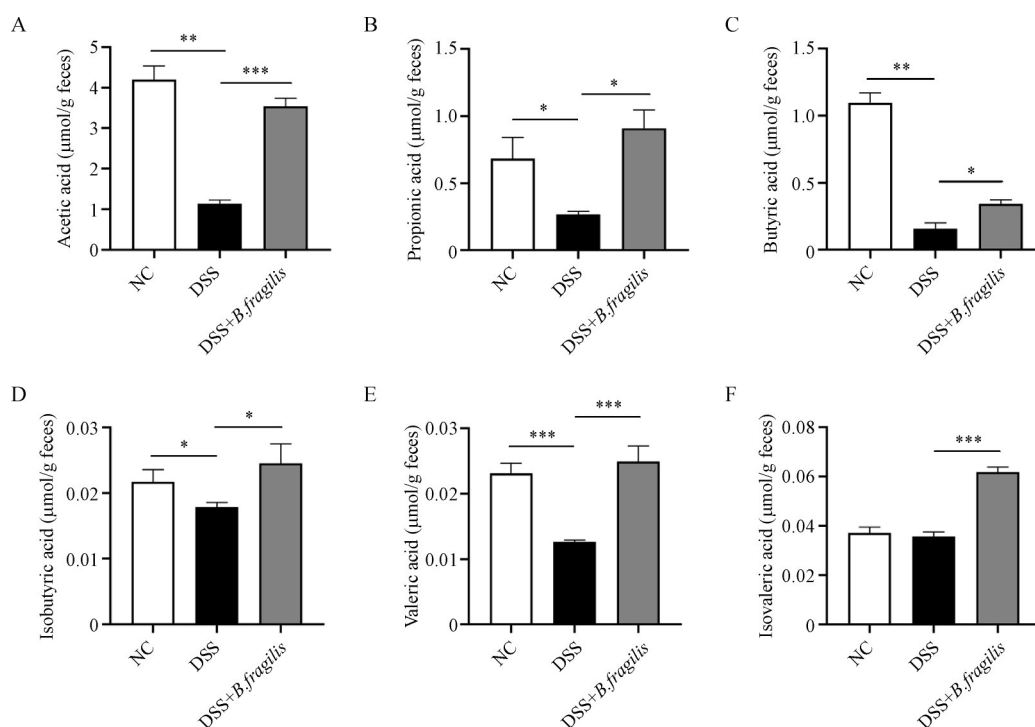 A
Acetic acid (μmol/g feces)
5
4
3
2
1
0
**
***
NC
DSS
DSS+B.fragilis
B
Propionic acid (μmol/g feces)
1.5
1.0
0.5
0
*
*
NC
DSS
DSS+B.fragilis
C
Butyric acid (μmol/g feces)
1.5
1.0
0.5
0
**
*
NC
DSS
DSS+B.fragilis
D
Isobutyric acid (μmol/g feces)
0.03
0.02
0.01
0
*
*
NC
DSS
DSS+B.fragilis
E
Valeric acid (μmol/g feces)
0.03
0.02
0.01
0
***
***
NC
DSS
DSS+B.fragilis
F
Isovaleric acid (μmol/g feces)
0.08
0.06
0.04
0.02
0
***
NC
DSS
DSS+B.fragilis